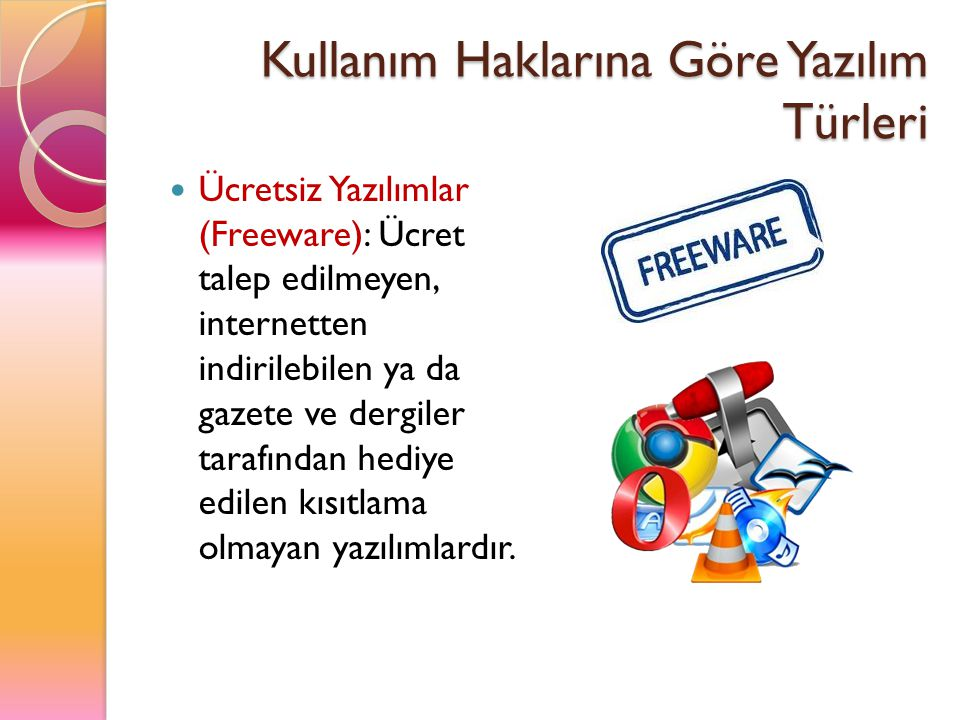 Kullanım Haklarına Göre Yazılım
Türleri
Ücretsiz Yazılımlar
(Freeware): Ücret
talep edilmeyen,
internetten
indirilebilen ya da
gazete ve dergiler
tarafından hediye
edilen kısıtlama
olmayan yazılımlardır.
FREEWARE